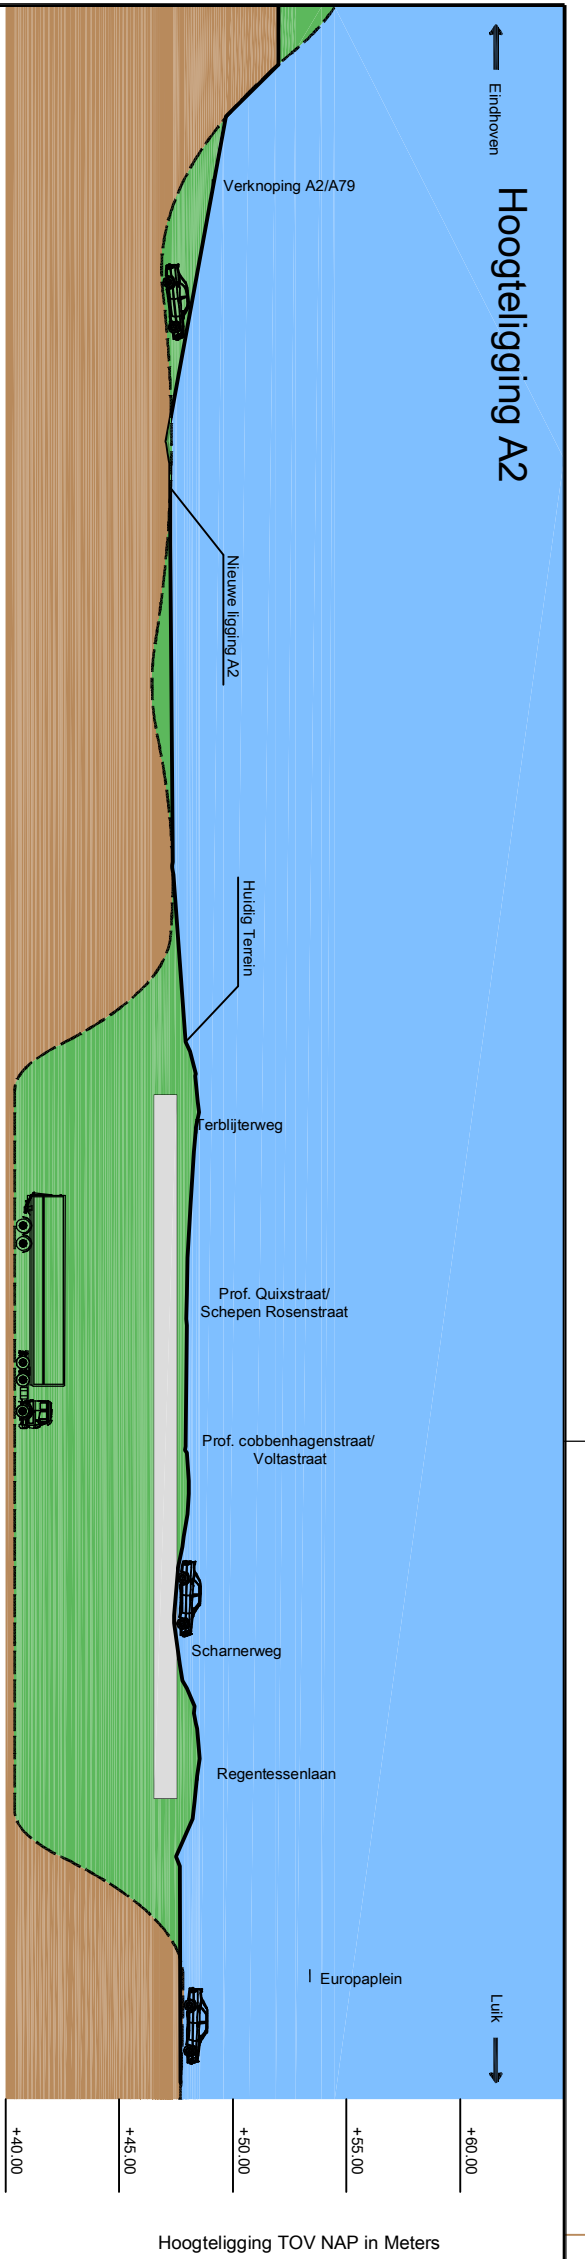 Hoogteligging A2
Eindhoven
Luik
Verknoping A2/A79
Nieuwe ligging A2
Huidig Terrein
Terblijterweg
Prof. Quixstraat/
Schepen Rosenstraat
Prof. cobbenhagenstraat/
Voltastraat
Scharnerweg
Regentessenlaan
Europaplein
+40.00
+45.00
+50.00
+55.00
+60.00
Hoogteligging TOV NAP in Meters